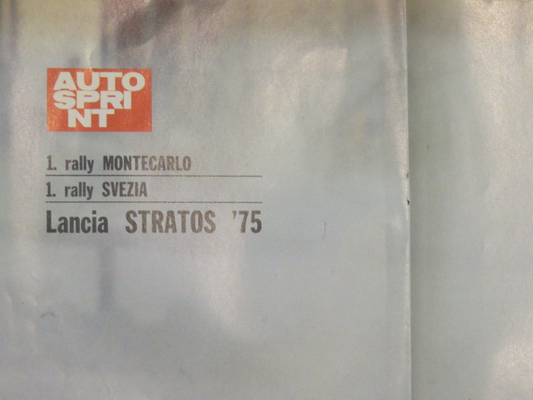 AUTO
SPRI
NT
1. rally MONTECARLO
1. rally SVEZIA
Lancia STRATOS '75